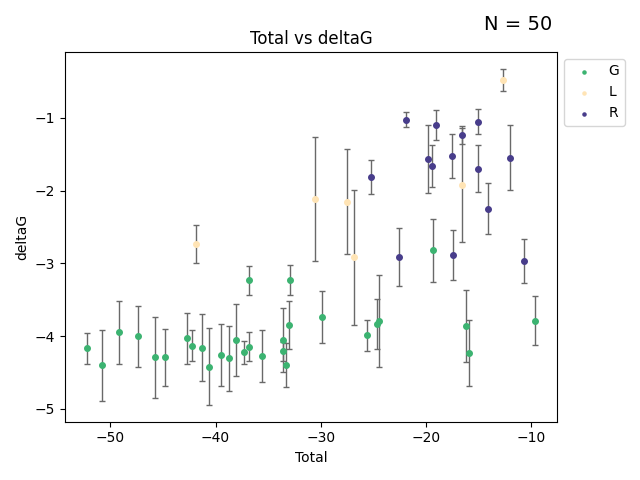 N = 50
Total vs deltaG
G
L
R
−1
−2
−3
−4
−5
deltaG
−50 −40 −30 −20 −10
Total